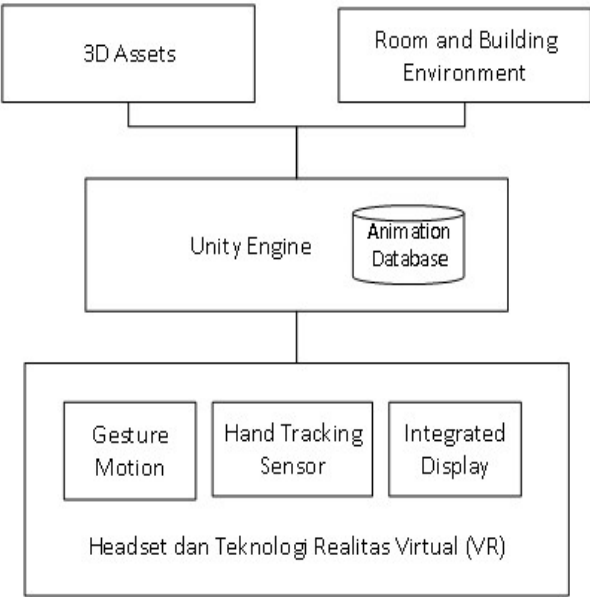 3D Assets
Room and Building
Environment
Unity Engine
Animation
Database
Gesture
Motion
Hand Tracking
Sensor
Integrated
Display
Headset dan Teknologi Realitas Virtual (VR)